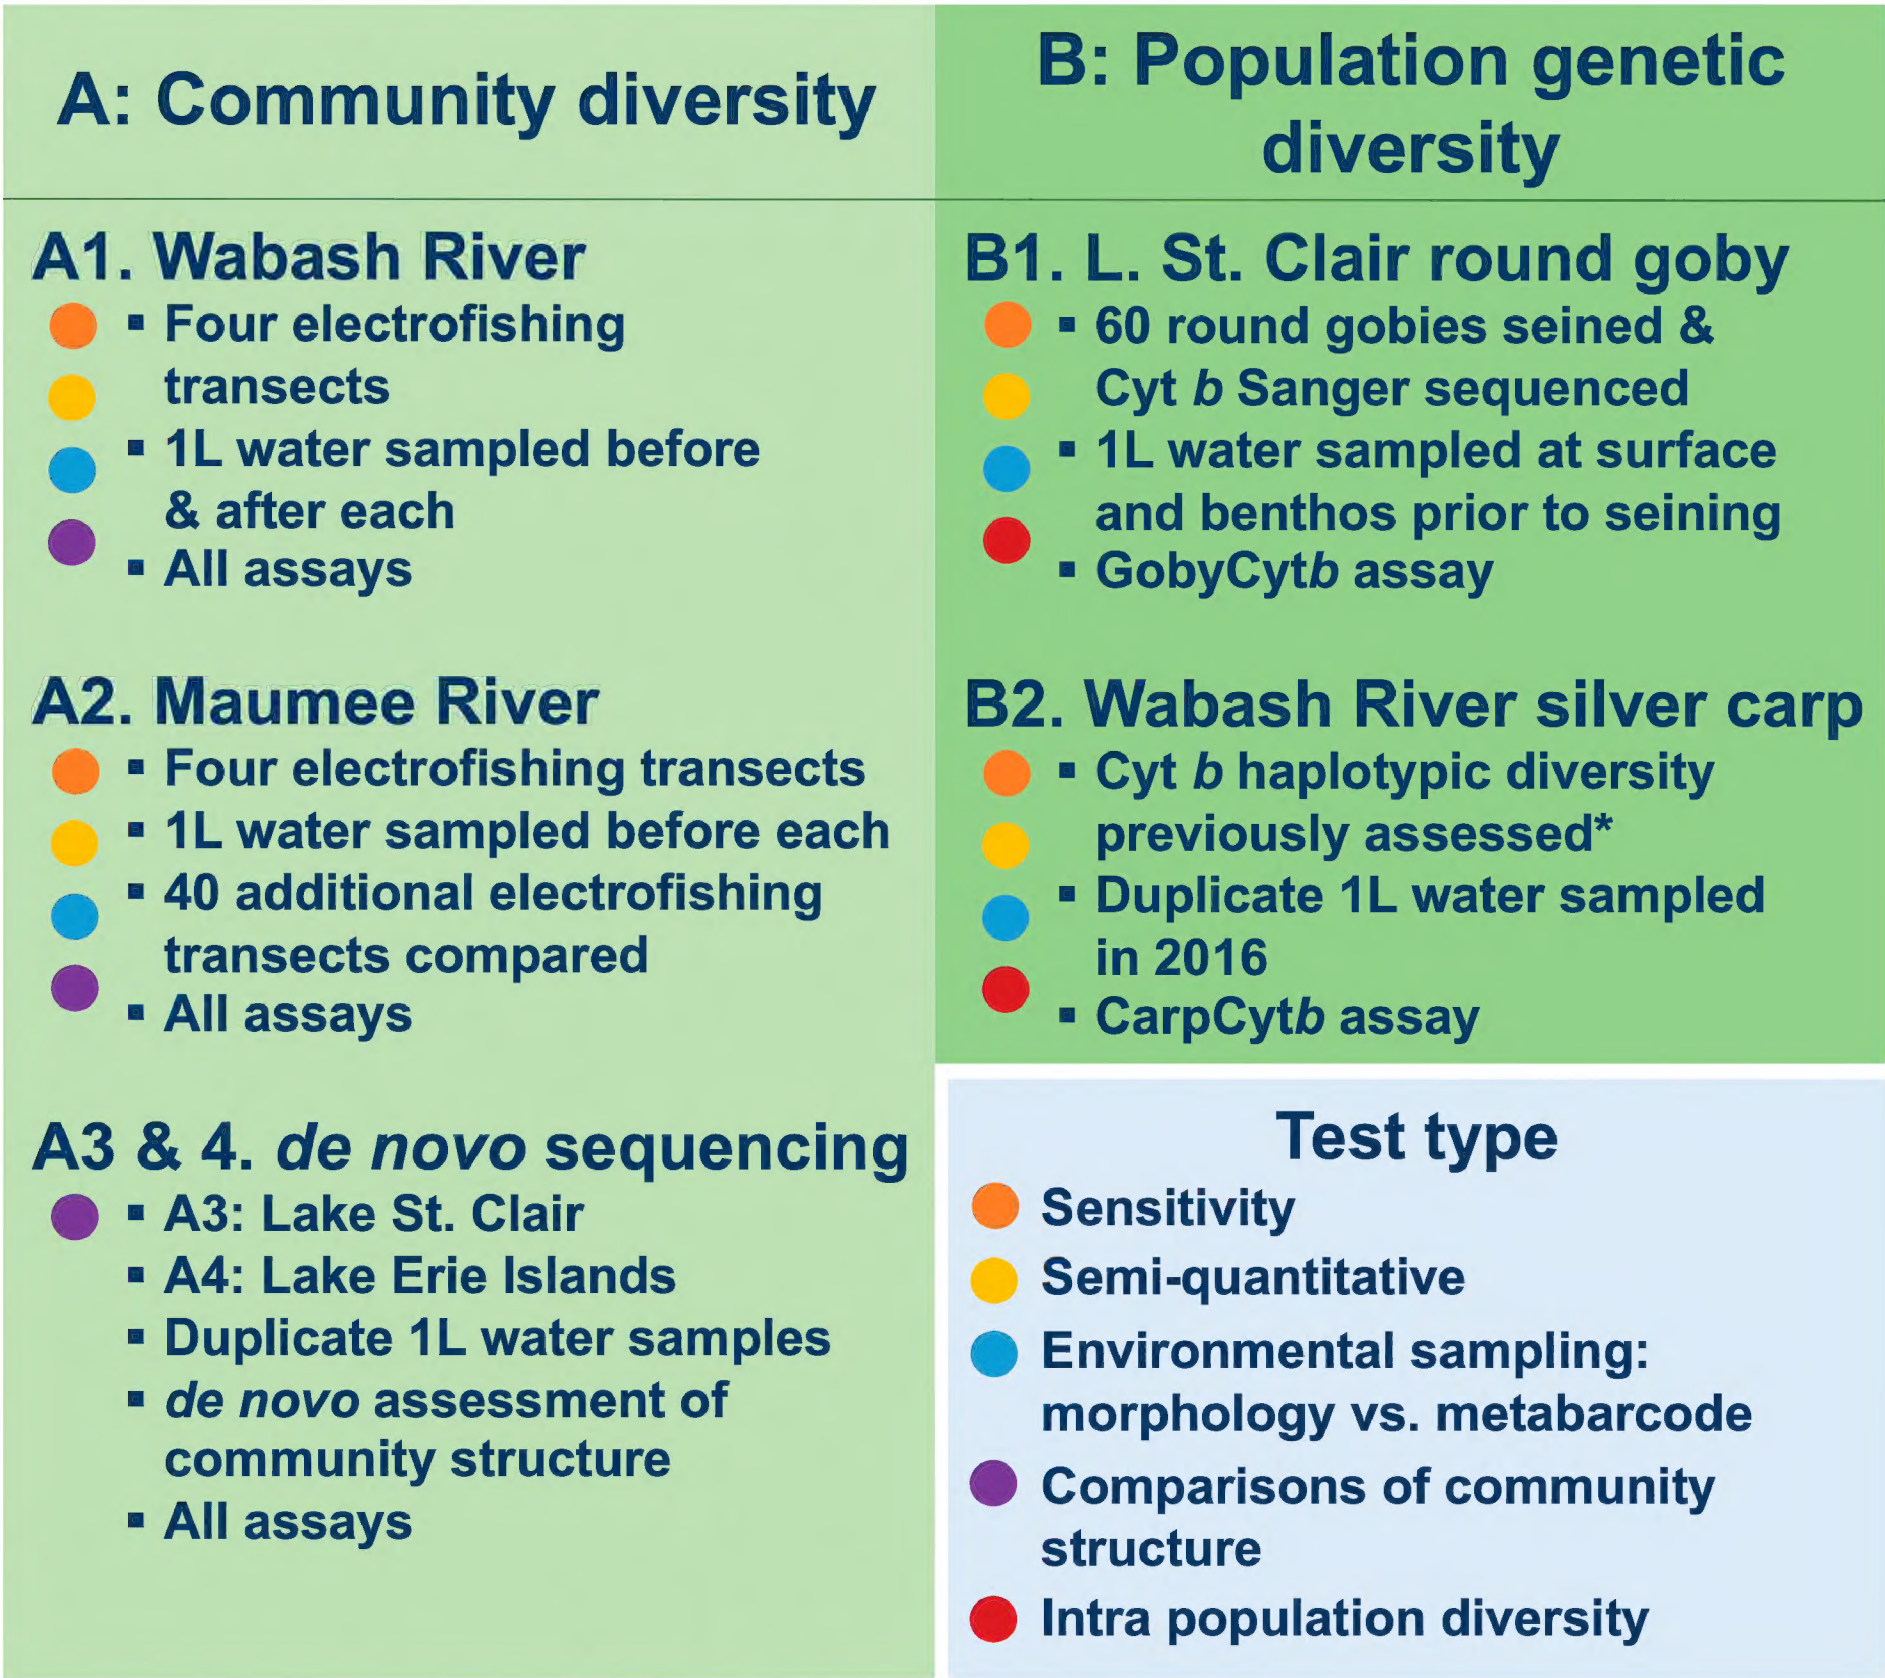 A: Community diversity
A1. Wabash River
▪ Four electrofishing
transects
▪ 1L water sampled before
& after each
▪ All assays
A2. Maumee River
▪ Four electrofishing transects
▪ 1L water sampled before each
▪ 40 additional electrofishing
transects compared
▪ All assays
A3 & 4. de novo sequencing
▪ A3: Lake St. Clair
▪ A4: Lake Erie Islands
▪ Duplicate 1L water samples
▪ de novo assessment of
community structure
▪ All assays
B: Population genetic
diversity
B1. L. St. Clair round goby
▪ 60 round gobies seined &
Cyt b Sanger sequenced
▪ 1L water sampled at surface
and benthos prior to seining
▪ GobyCytb assay
B2. Wabash River silver carp
▪ Cyt b haplotypic diversity
previously assessed*
▪ Duplicate 1L water sampled
in 2016
▪ CarpCytb assay
Test type
Sensitivity
Semi-quantitative
Environmental sampling:
morphology vs. metabarcode
Comparisons of community
structure
Intra population diversity